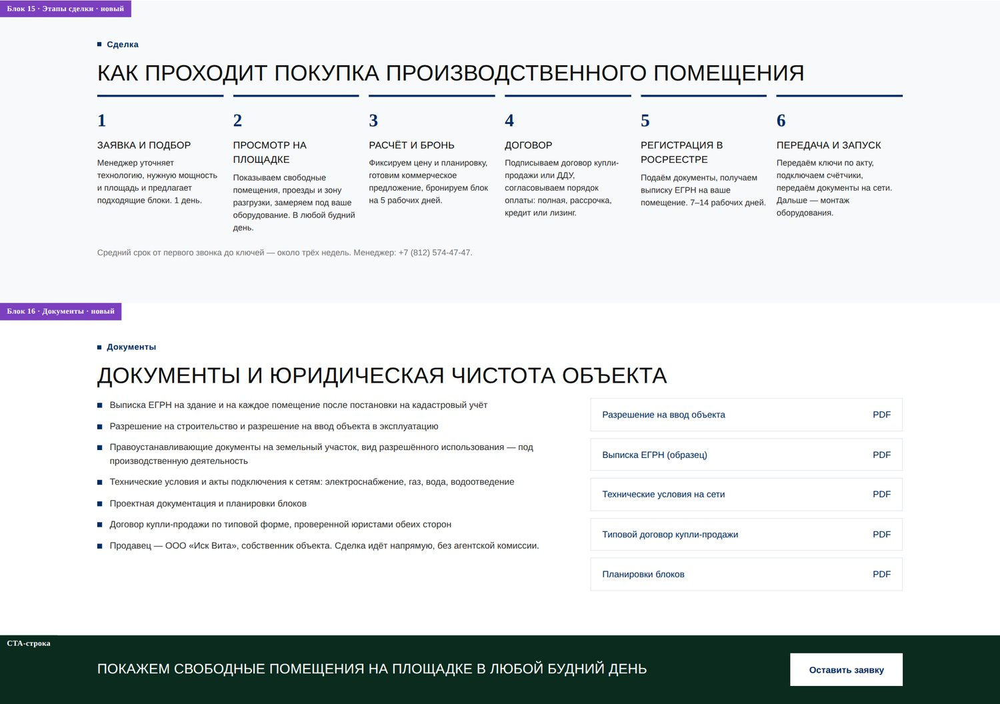 Блок 15 · Этапы сделки · новый
Сделка
КАК ПРОХОДИТ ПОКУПКА ПРОИЗВОДСТВЕННОГО ПОМЕЩЕНИЯ
1
ЗАЯВКА И ПОДБОР
Менеджер уточняет
технологию, нужную мощность
и площадь и предлагает
подходящие блоки. 1 день.
2
ПРОСМОТР НА
ПЛОЩАДКЕ
Показываем свободные
помещения, проезды и зону
разгрузки, замеряем под ваше
оборудование. В любой будний
день.
3
РАСЧЁТ И БРОНЬ
Фиксируем цену и планировку,
готовим коммерческое
предложение, бронируем блок
на 5 рабочих дней.
4
ДОГОВОР
Подписываем договор купли-
продажи или ДДУ,
согласовываем порядок
оплаты: полная, рассрочка,
кредит или лизинг.
5
РЕГИСТРАЦИЯ В
РОСРЕЕСТРЕ
Подаём документы, получаем
выписку ЕГРН на ваше
помещение. 7–14 рабочих дней.
6
ПЕРЕДАЧА И ЗАПУСК
Передаём ключи по акту,
подключаем счётчики,
передаём документы на сети.
Дальше — монтаж
оборудования.
Средний срок от первого звонка до ключей — около трёх недель. Менеджер: +7 (812) 574-47-47.
Блок 16 · Документы · новый
Документы
ДОКУМЕНТЫ И ЮРИДИЧЕСКАЯ ЧИСТОТА ОБЪЕКТА
Выписка ЕГРН на здание и на каждое помещение после постановки на кадастровый учёт
Разрешение на строительство и разрешение на ввод объекта в эксплуатацию
Правоустанавливающие документы на земельный участок, вид разрешённого использования — под
производственную деятельность
Технические условия и акты подключения к сетям: электроснабжение, газ, вода, водоотведение
Проектная документация и планировки блоков
Договор купли-продажи по типовой форме, проверенной юристами обеих сторон
Продавец — ООО «Иск Вита», собственник объекта. Сделка идёт напрямую, без агентской комиссии.
Разрешение на ввод объекта PDF
Выписка ЕГРН (образец) PDF
Технические условия на сети PDF
Типовой договор купли-продажи PDF
Планировки блоков PDF
CTA-строка
ПОКАЖЕМ СВОБОДНЫЕ ПОМЕЩЕНИЯ НА ПЛОЩАДКЕ В ЛЮБОЙ БУДНИЙ ДЕНЬ
Оставить заявку